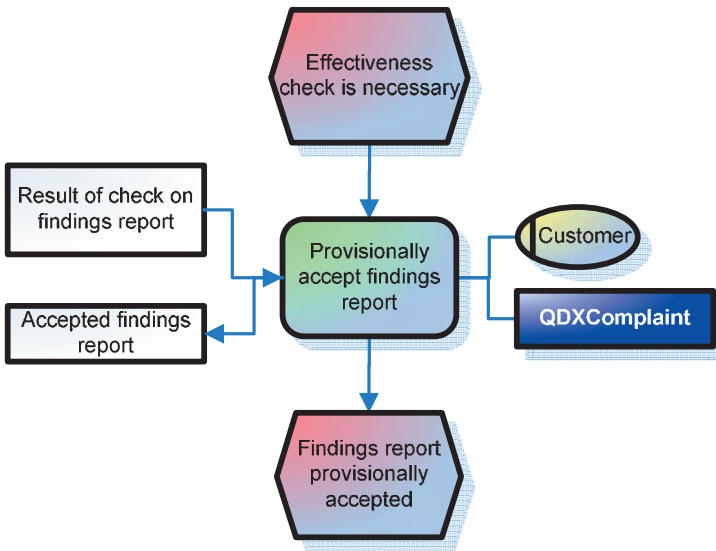 Effectiveness
check is necessary
Result of check on
findings report
Provisionally
accept findings
report
Customer
QDXComplaint
Accepted findings
report
Findings report
provisionally
accepted